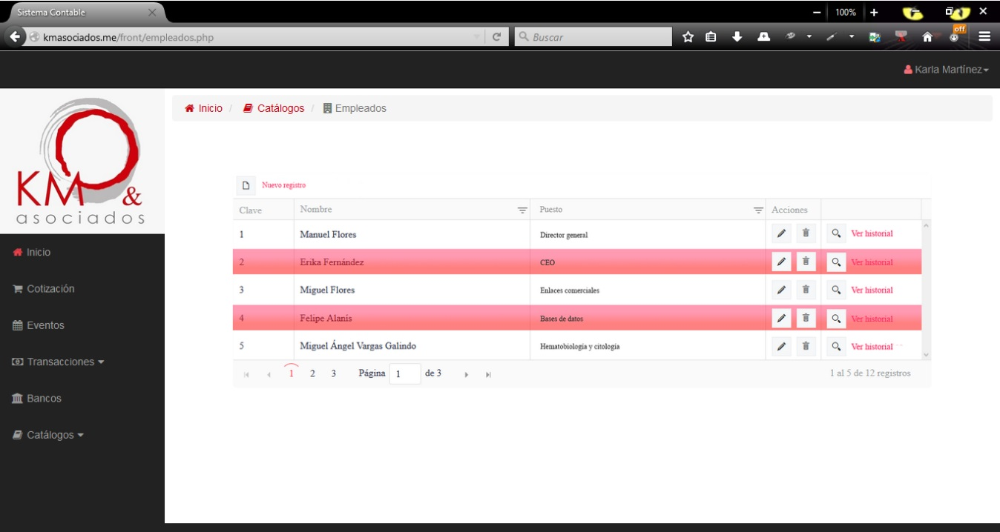 Sistema Contable
100%
kmasociados.me/front/empleados.php
Buscar
off
Karla Martínez
KM &
asociados
Inicio / Catálogos / Empleados
Inicio
Cotización
Eventos
Transacciones
Bancos
Catálogos
Nuevo registro
Clave Nombre Puesto Acciones
1 Manuel Flores Director general Ver historial
2 Erika Fernández CEO Ver historial
3 Miguel Flores Enlaces comerciales Ver historial
4 Felipe Alanís Bases de datos Ver historial
5 Miguel Ángel Vargas Galindo Hematobiología y citología Ver historial
1 2 3 Página 1 de 3 1 al 5 de 12 registros